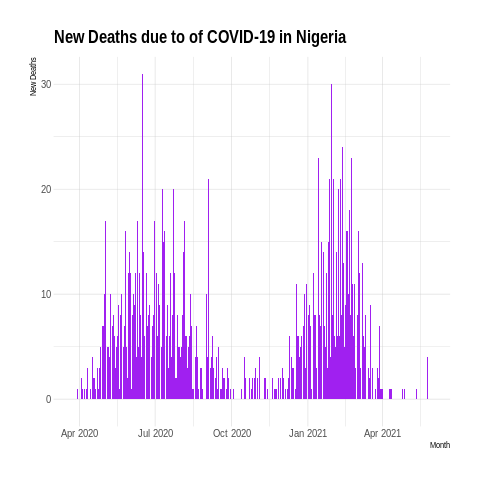 New Deaths due to of COVID-19 in Nigeria
New Deaths
30
20
10
0
Apr 2020 Jul 2020 Oct 2020 Jan 2021 Apr 2021
Month